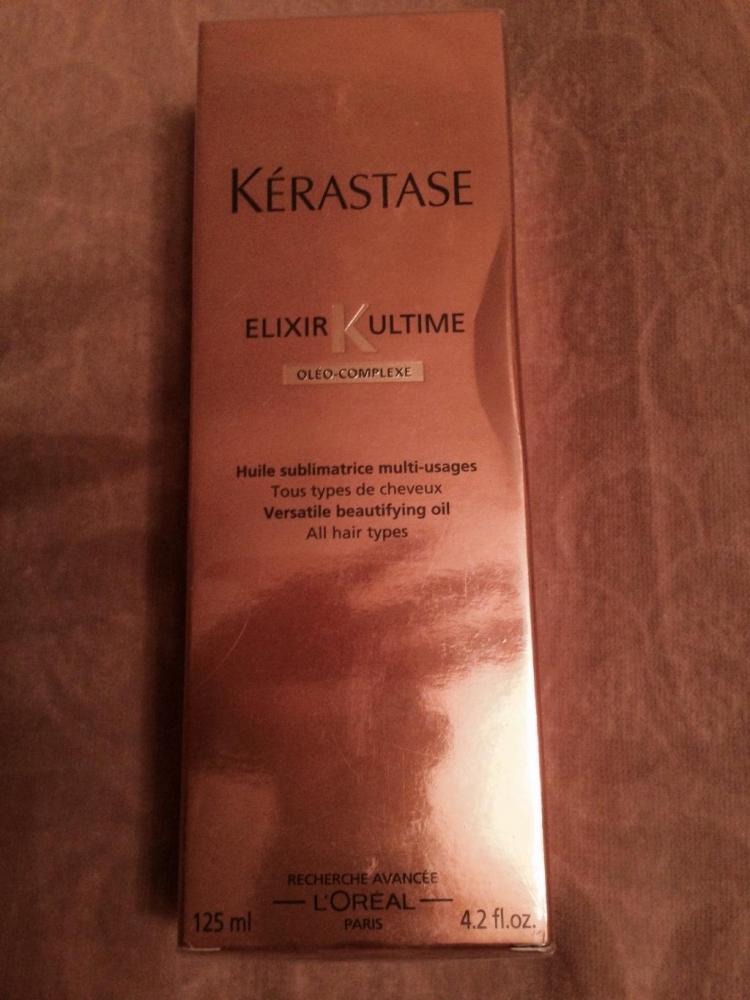 KÉRASTASE
ELIXIR K ULTIME
OLÉO-COMPLEXE
Huile sublimatrice multi-usages
Tous types de cheveux
Versatile beautifying oil
All hair types
RECHERCHE AVANCÉE
L'ORÉAL
PARIS
125 ml 4.2 fl.oz.